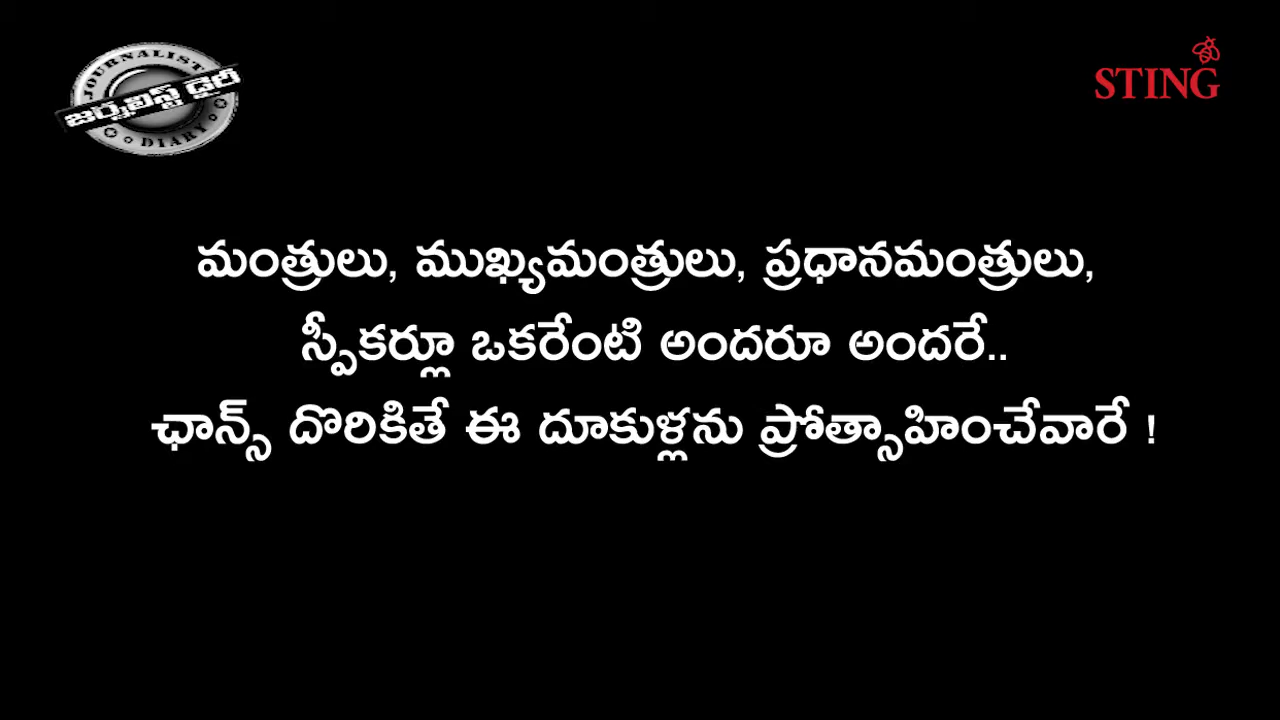 JOURNALIST
జర్నలిస్ట్ డైరీ
DIARY
STING
మంత్రులు, ముఖ్యమంత్రులు, ప్రధానమంత్రులు,
స్పీకర్లూ ఒకరేంటి అందరూ అందరే..
ఛాన్స్ దొరికితే ఈ దూకుళ్లను ప్రోత్సాహించేవారే !